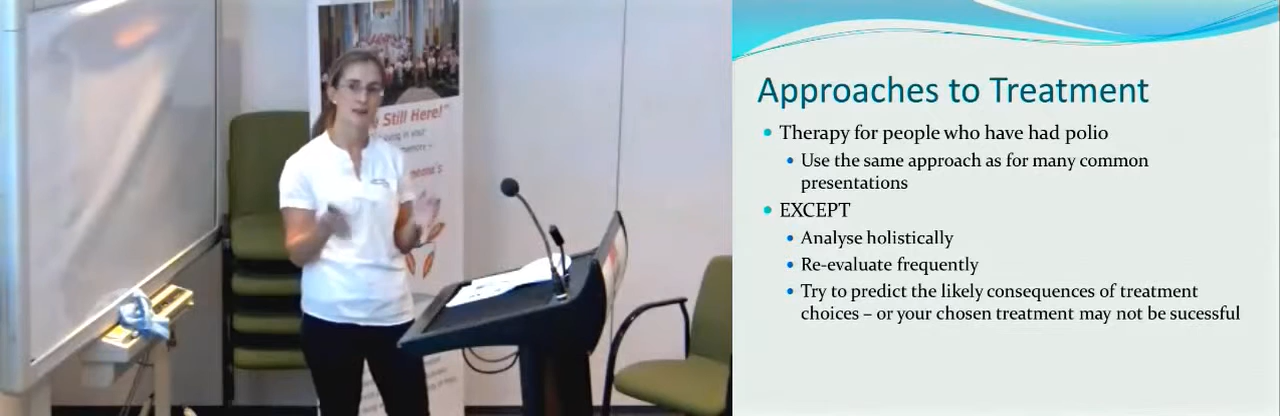 Still Here!"
Approaches to Treatment
Therapy for people who have had polio
Use the same approach as for many common
presentations
EXCEPT
Analyse holistically
Re-evaluate frequently
Try to predict the likely consequences of treatment
choices – or your chosen treatment may not be sucessful